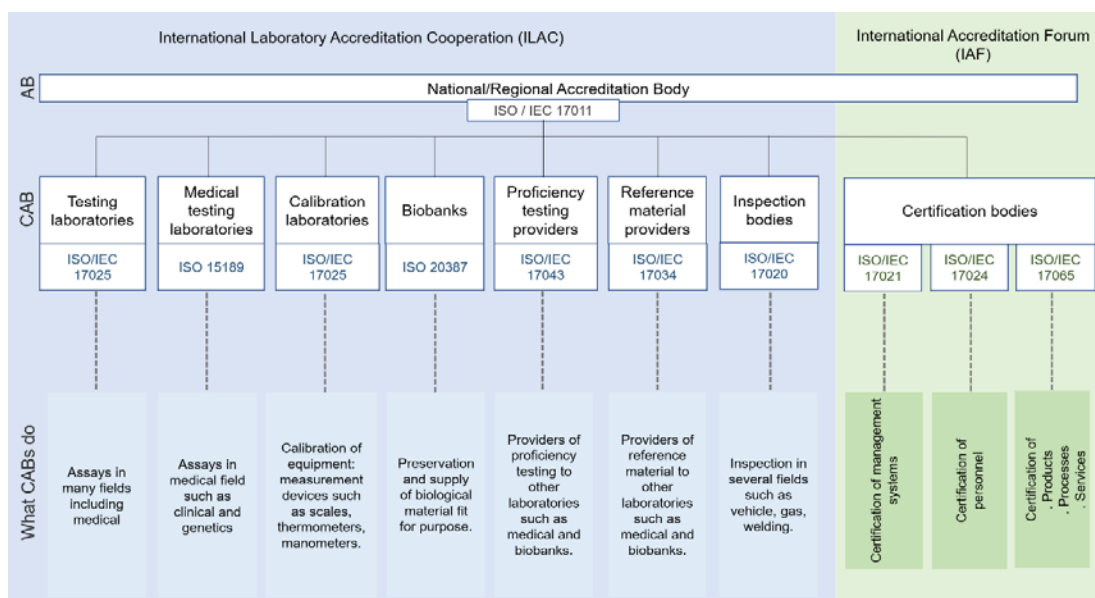 International Laboratory Accreditation Cooperation (ILAC)
International Accreditation Forum
(IAF)
AB
National/Regional Accreditation Body
ISO / IEC 17011
CAB
Testing
laboratories
ISO/IEC
17025
Medical
testing
laboratories
ISO 15189
Calibration
laboratories
ISO/IEC
17025
Biobanks
ISO 20387
Proficiency
testing
providers
ISO/IEC
17043
Reference
material
providers
ISO/IEC
17034
Inspection
bodies
ISO/IEC
17020
Certification bodies
ISO/IEC
17021
ISO/IEC
17024
ISO/IEC
17065
What CABs do
Assays in
many fields
including
medical
Assays in
medical field
such as
clinical and
genetics
Calibration of
equipment:
measurement
devices such
as scales,
thermometers,
manometers.
Preservation
and supply
of biological
material fit
for purpose.
Providers of
proficiency
testing to
other
laboratories
such as
medical and
biobanks.
Providers of
reference
material to
other
laboratories
such as
medical and
biobanks.
Inspection in
several fields
such as
vehicle, gas,
welding.
Certification of management
systems
Certification of
personnel
Certification of
. Products
. Processes
. Services